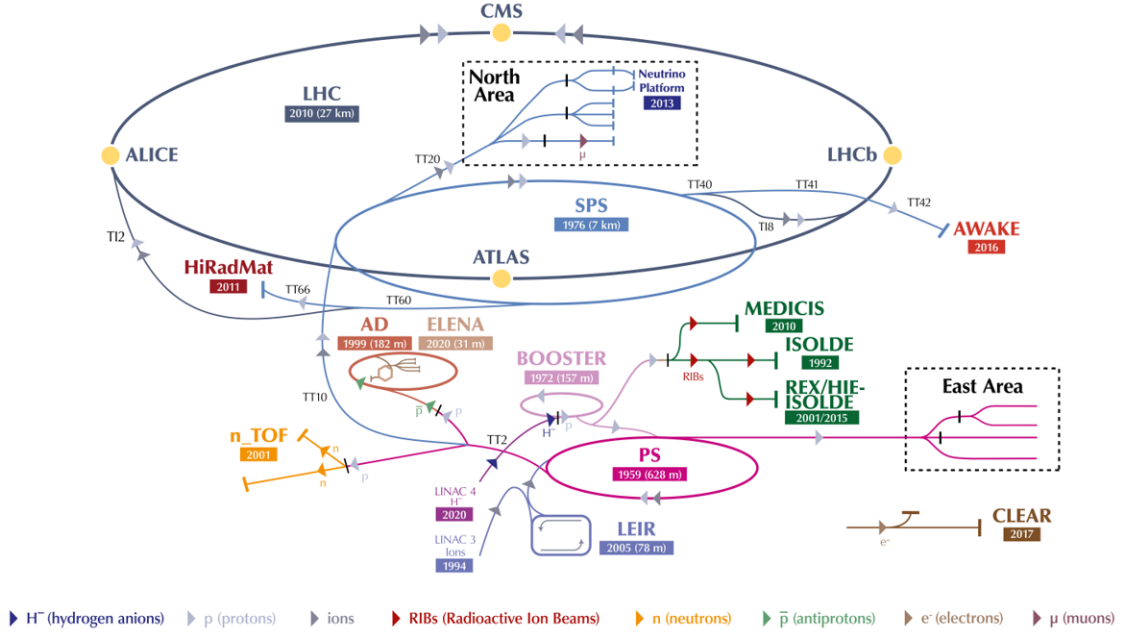 CMS
North
Area
Neutrino
Platform
2013
LHC
2010 (27 km)
ALICE
LHCb
TT20
μ
TT40
TT41
TT42
SPS
1976 (7 km)
TI8
AWAKE
2016
TI2
ATLAS
HiRadMat
2011
TT66
TT60
AD
1999 (182 m)
ELENA
2020 (31 m)
MEDICIS
2010
BOOSTER
1972 (157 m)
ISOLDE
1992
RIBs
REX/HIE-
ISOLDE
2001/2015
East Area
TT10
p̅
p
TT2
H⁻
p
n_TOF
2001
n
n
p
PS
1959 (628 m)
LINAC 4
H⁻
2020
LINAC 3
Ions
1994
LEIR
2005 (78 m)
CLEAR
2017
e⁻
H⁻ (hydrogen anions)
p (protons)
ions
RIBs (Radioactive Ion Beams)
n (neutrons)
p̅ (antiprotons)
e⁻ (electrons)
μ (muons)